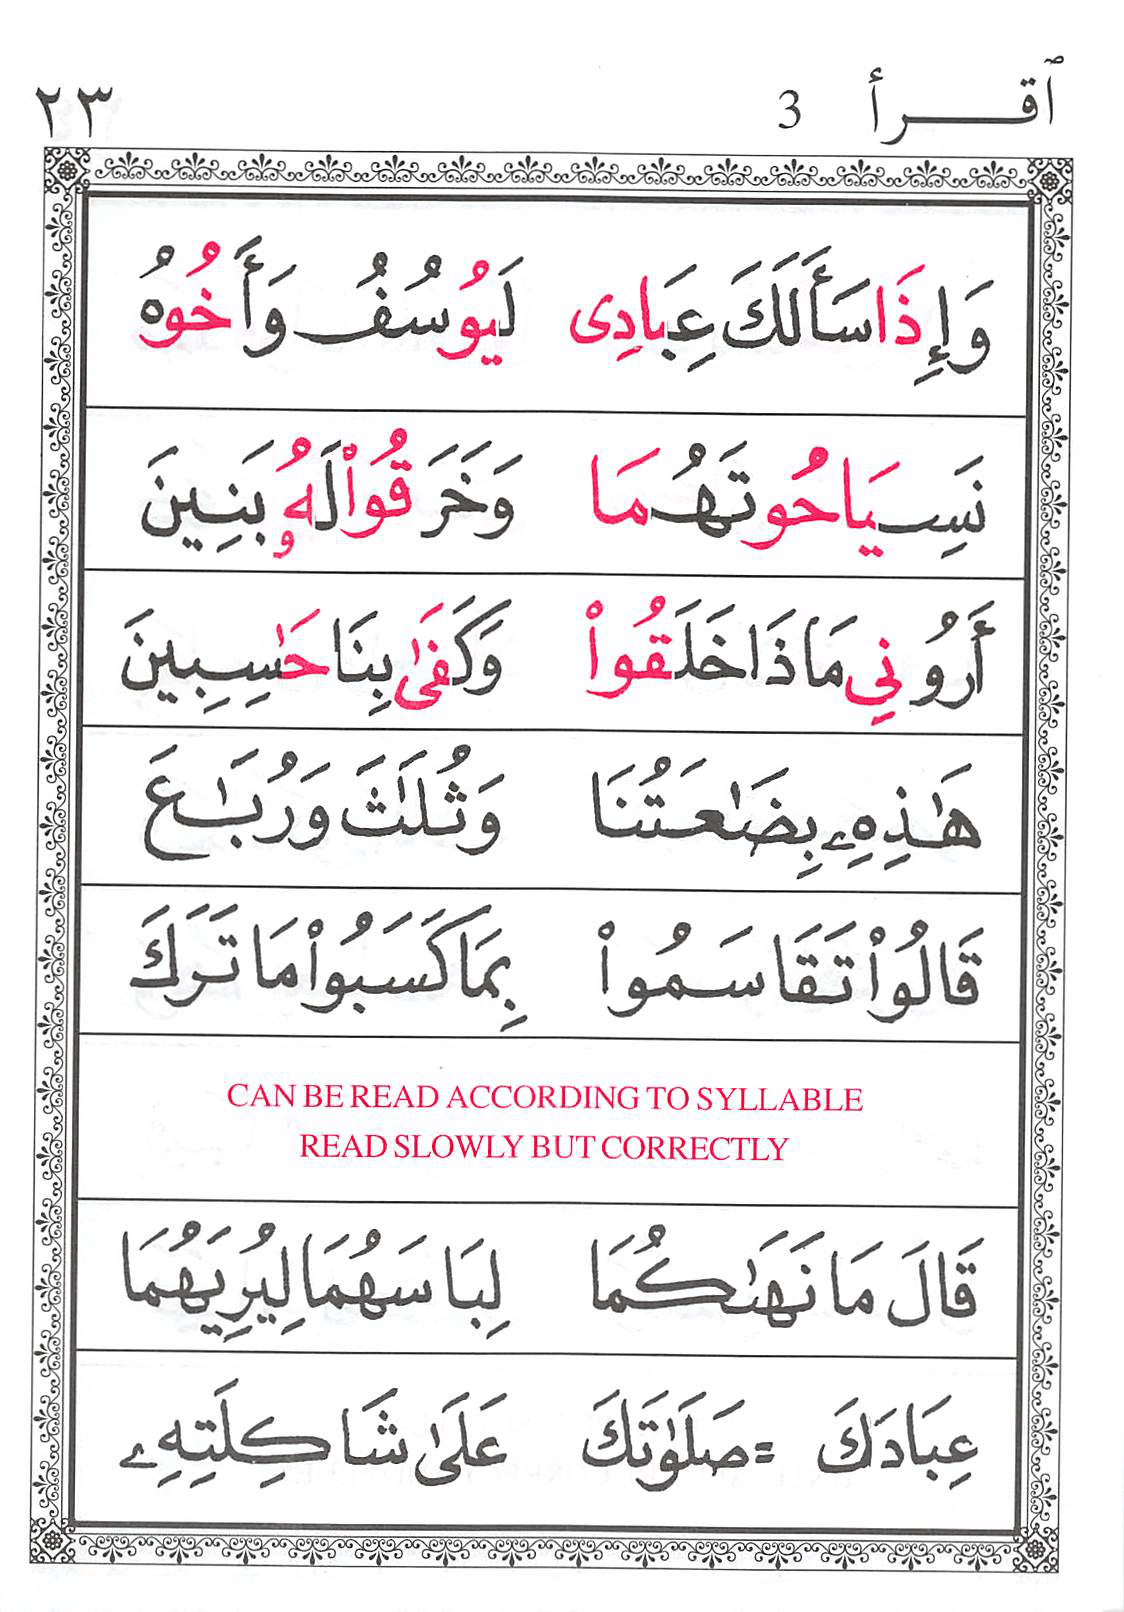 ٱقــرأ 3 ٢٣
وَإِذَا سَأَلَكَ عِبَادِى لَيُوسُفُ وَأَخُوهُ
نَسِيَا حُوتَهُمَا وَخَرَقُوا۟ لَهُۥ بَنِينَ
أَرُونِي مَاذَا خَلَقُوا۟ وَكَفَىٰ بِنَا حَٰسِبِينَ
هَٰذِهِۦ بِضَٰعَتُنَا وَثُلَٰثَ وَرُبَٰعَ
قَالُوا۟ تَقَاسَمُوا۟ بِمَا كَسَبُوا۟ مَا تَرَكَ
CAN BE READ ACCORDING TO SYLLABLE
READ SLOWLY BUT CORRECTLY
قَالَ مَا نَهَىٰكُمَا لِبَاسَهُمَا لِيُرِيَهُمَا
عِبَادَكَ = صَلَوٰتَكَ عَلَىٰ شَاكِلَتِهِۦ